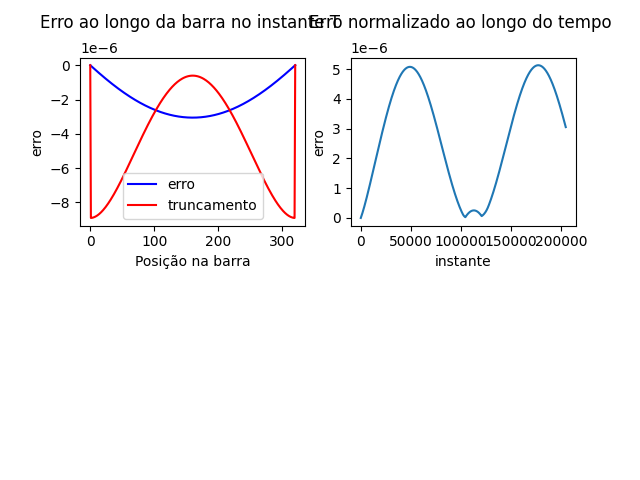 Erro ao longo da barra no instante T
Erro normalizado ao longo do tempo
1e−6
0
−2
−4
−6
−8
erro
erro
truncamento
0
100
200
300
Posição na barra
1e−6
5
4
3
2
1
0
erro
0
50000
100000
150000
200000
instante